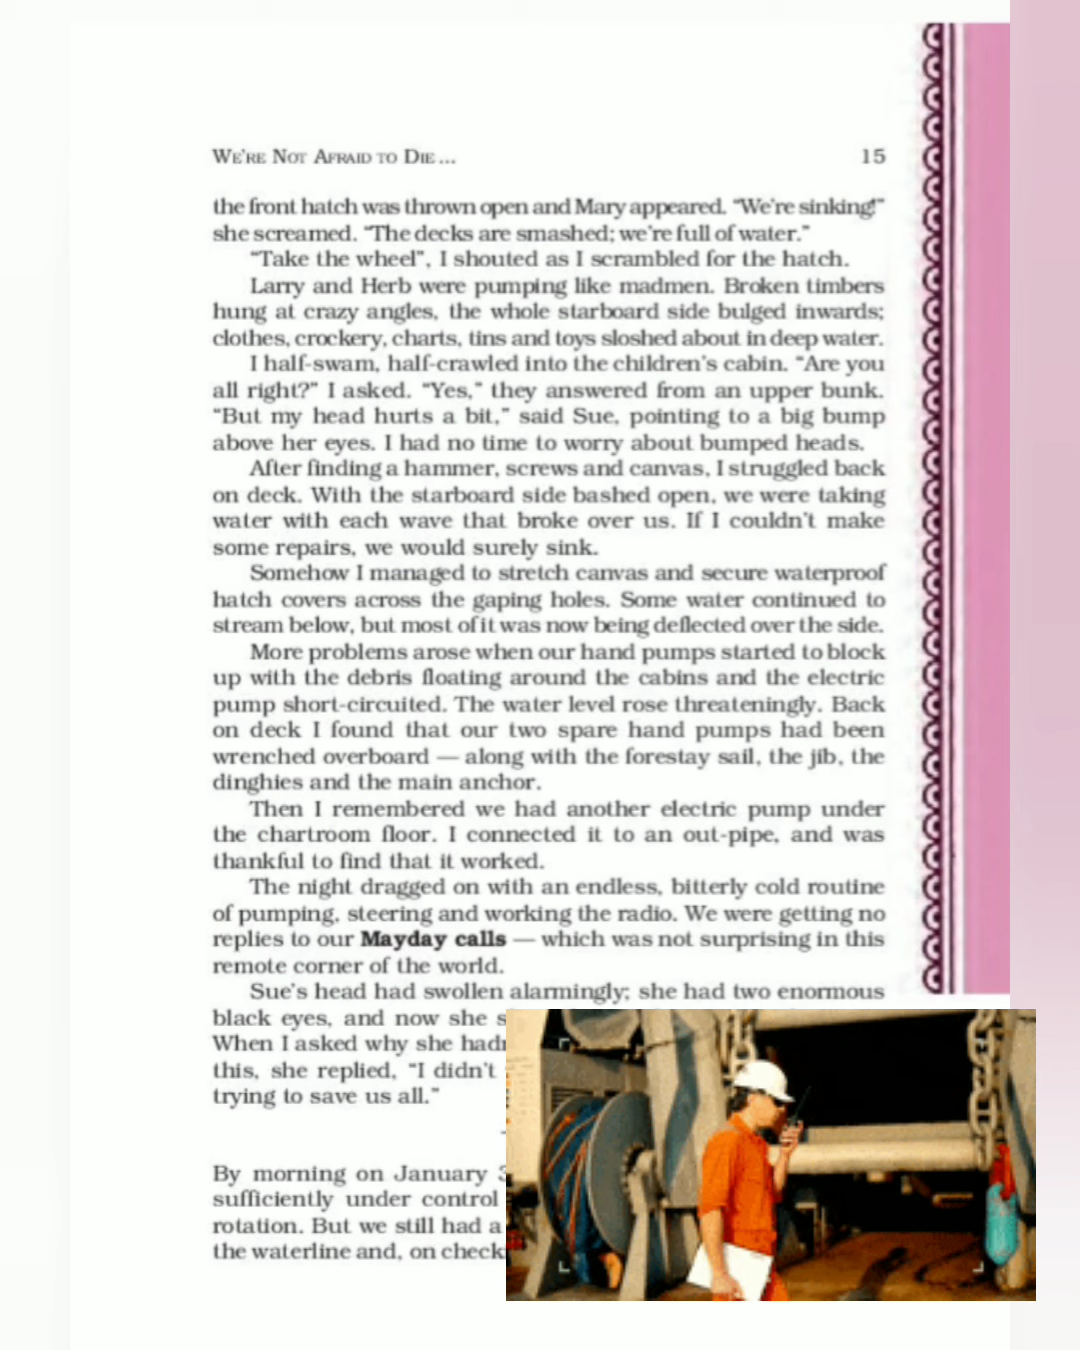 WE'RE NOT AFRAID TO DIE... 15
the front hatch was thrown open and Mary appeared. "We're sinking!"
she screamed. "The decks are smashed; we're full of water."
"Take the wheel", I shouted as I scrambled for the hatch.
Larry and Herb were pumping like madmen. Broken timbers
hung at crazy angles, the whole starboard side bulged inwards;
clothes, crockery, charts, tins and toys sloshed about in deep water.
I half-swam, half-crawled into the children's cabin. "Are you
all right?" I asked. "Yes," they answered from an upper bunk.
"But my head hurts a bit," said Sue, pointing to a big bump
above her eyes. I had no time to worry about bumped heads.
After finding a hammer, screws and canvas, I struggled back
on deck. With the starboard side bashed open, we were taking
water with each wave that broke over us. If I couldn't make
some repairs, we would surely sink.
Somehow I managed to stretch canvas and secure waterproof
hatch covers across the gaping holes. Some water continued to
stream below, but most of it was now being deflected over the side.
More problems arose when our hand pumps started to block
up with the debris floating around the cabins and the electric
pump short-circuited. The water level rose threateningly. Back
on deck I found that our two spare hand pumps had been
wrenched overboard — along with the forestay sail, the jib, the
dinghies and the main anchor.
Then I remembered we had another electric pump under
the chartroom floor. I connected it to an out-pipe, and was
thankful to find that it worked.
The night dragged on with an endless, bitterly cold routine
of pumping, steering and working the radio. We were getting no
replies to our Mayday calls — which was not surprising in this
remote corner of the world.
Sue's head had swollen alarmingly; she had two enormous
black eyes, and now she
When I asked why she
this, she replied, "I didn't
trying to save us all."
By morning on January
sufficiently under control
rotation. But we still had a
the waterline and, on